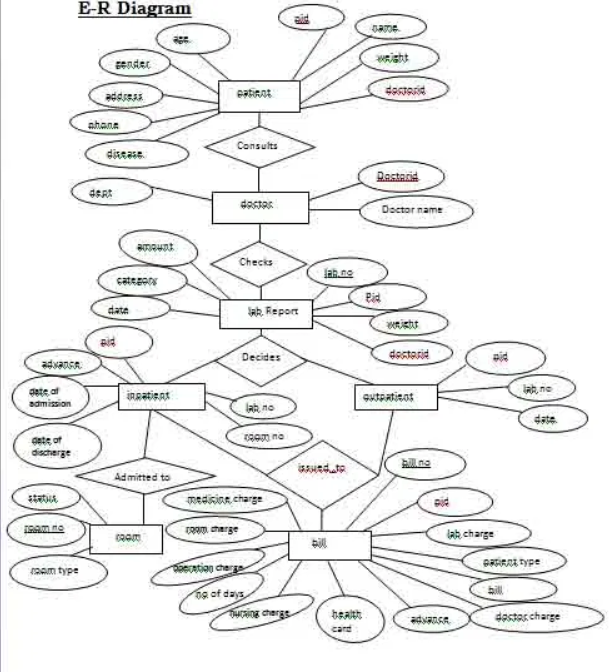 E-R Diagram
pid
name
age
gender
weight
patient
doctorid
address
phone
Consults
disease
Doctorid
dept
doctor
Doctor name
amount
Checks
lab no
category
Pid
date
lab Report
weight
pid
doctorid
Decides
pid
advance
lab no
date of
admission
inpatient
outpatient
lab no
date
room no
date of
discharge
bill no
issued_to
Admitted to
status
medicine charge
pid
room no
room charge
lab charge
room
bill
patient type
operation charge
room type
bill
no of days
nursing charge
health
card
advance
doctor charge